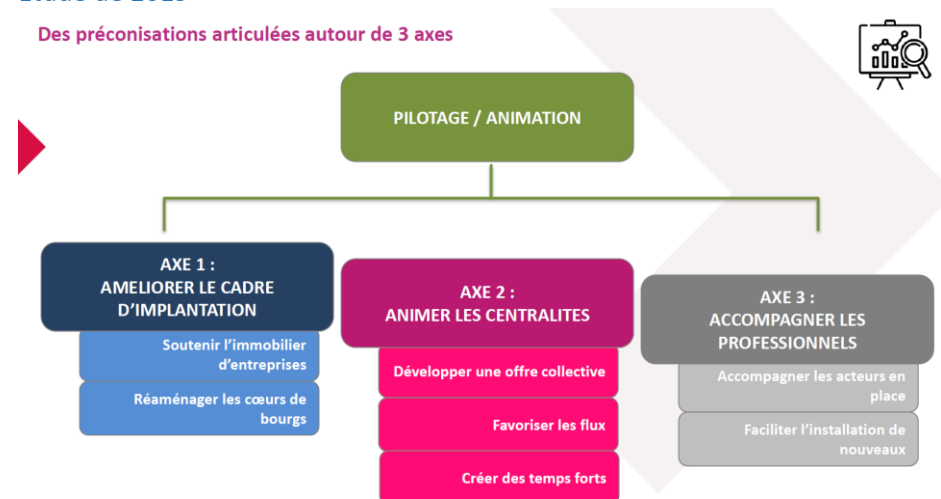 Des préconisations articulées autour de 3 axes
PILOTAGE / ANIMATION
AXE 1 :
AMELIORER LE CADRE
D’IMPLANTATION
Soutenir l’immobilier
d’entreprises
Réaménager les cœurs de
bourgs
AXE 2 :
ANIMER LES CENTRALITES
Développer une offre collective
Favoriser les flux
Créer des temps forts
AXE 3 :
ACCOMPAGNER LES
PROFESSIONNELS
Accompagner les acteurs en
place
Faciliter l’installation de
nouveaux